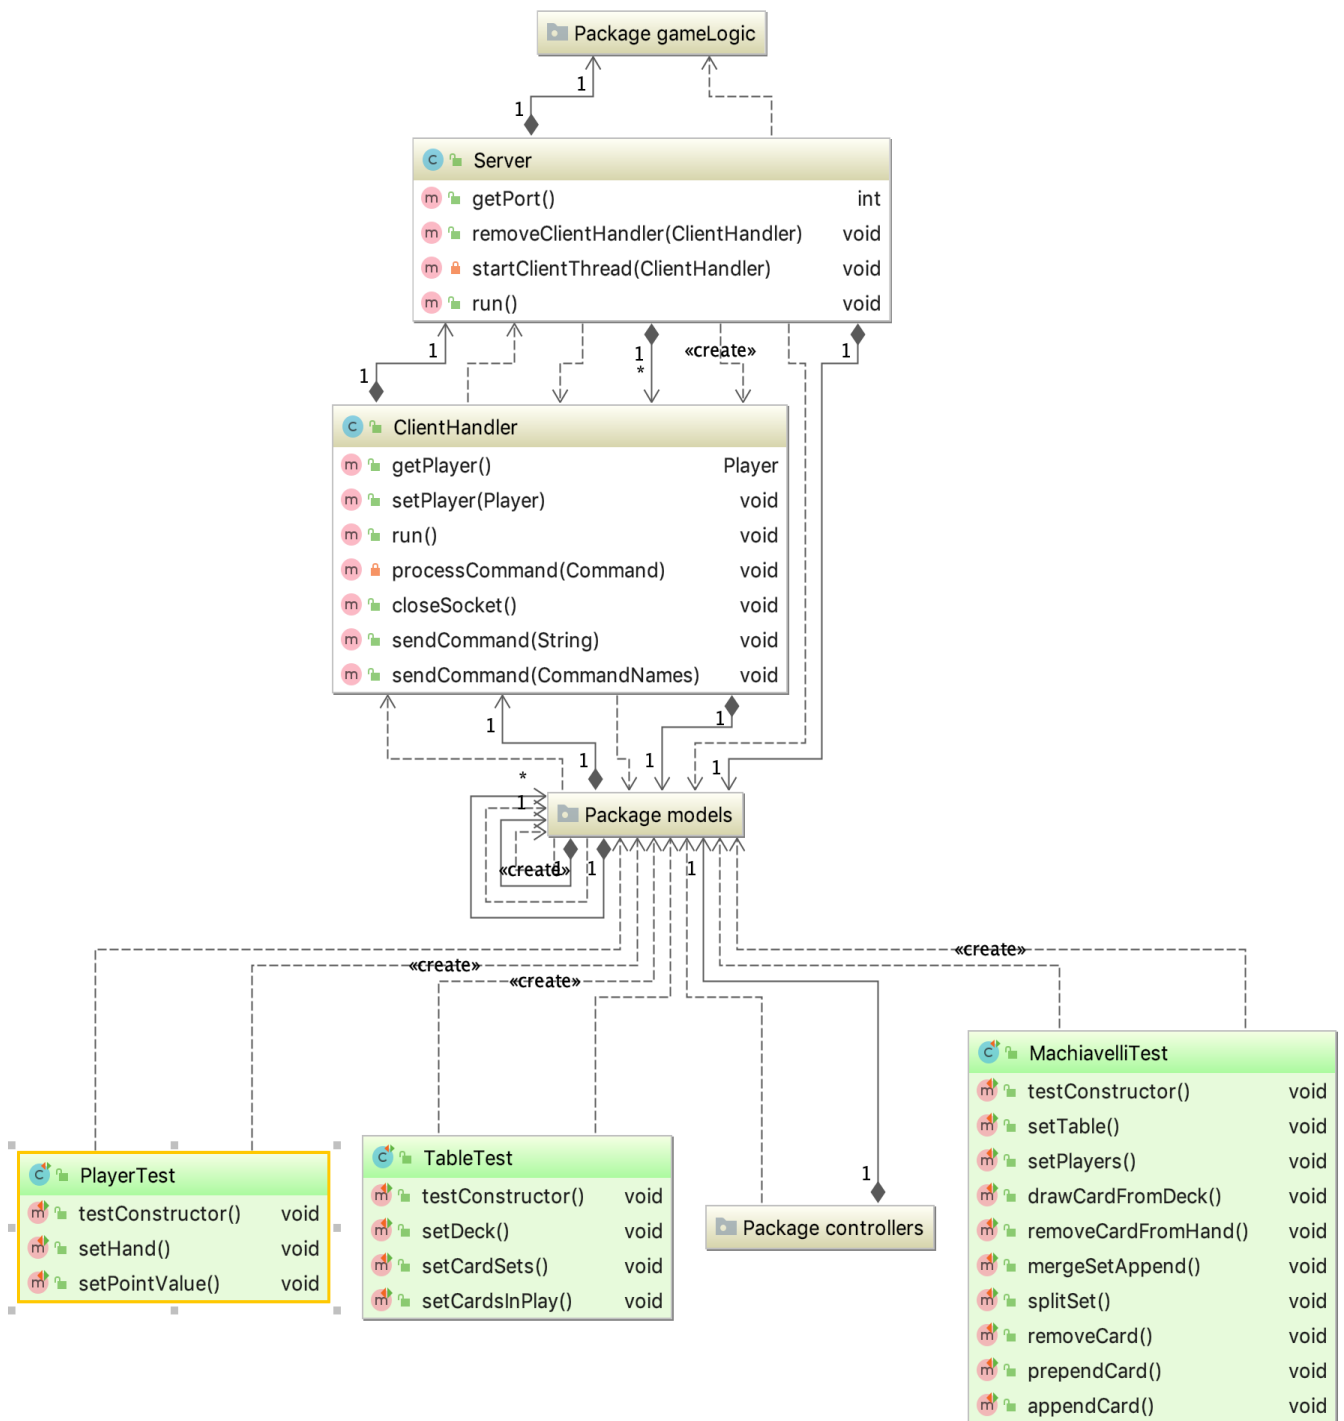 Package gameLogic
1
1
Server
getPort() int
removeClientHandler(ClientHandler) void
startClientThread(ClientHandler) void
run() void
1
1
1
*
«create»
1
ClientHandler
getPlayer() Player
setPlayer(Player) void
run() void
processCommand(Command) void
closeSocket() void
sendCommand(String) void
sendCommand(CommandNames) void
1
1
1
1
1
*
1
Package models
«create»
1
1
1
«create»
«create»
«create»
PlayerTest
testConstructor() void
setHand() void
setPointValue() void
TableTest
testConstructor() void
setDeck() void
setCardSets() void
setCardsInPlay() void
1
Package controllers
MachiavelliTest
testConstructor() void
setTable() void
setPlayers() void
drawCardFromDeck() void
removeCardFromHand() void
mergeSetAppend() void
splitSet() void
removeCard() void
prependCard() void
appendCard() void